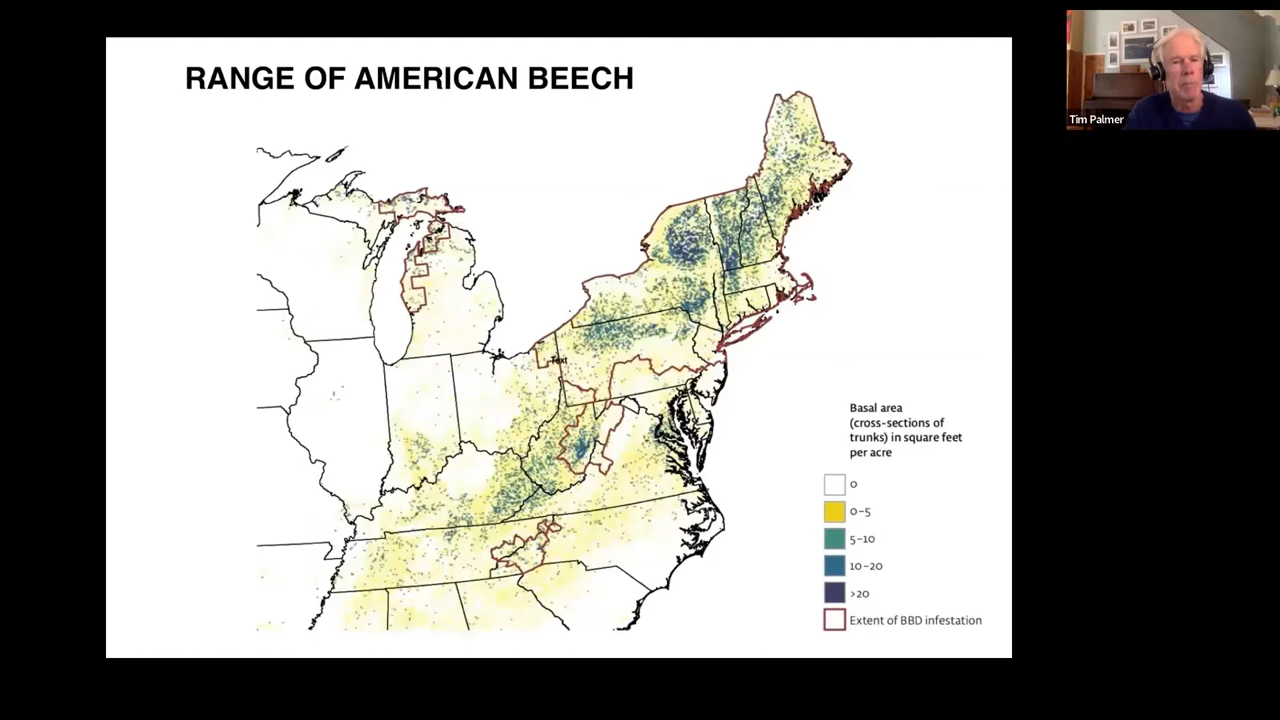 RANGE OF AMERICAN BEECH
Tim Palmer
Text
Basal area
(cross-sections of
trunks) in square feet
per acre
0
0–5
5–10
10–20
>20
Extent of BBD infestation